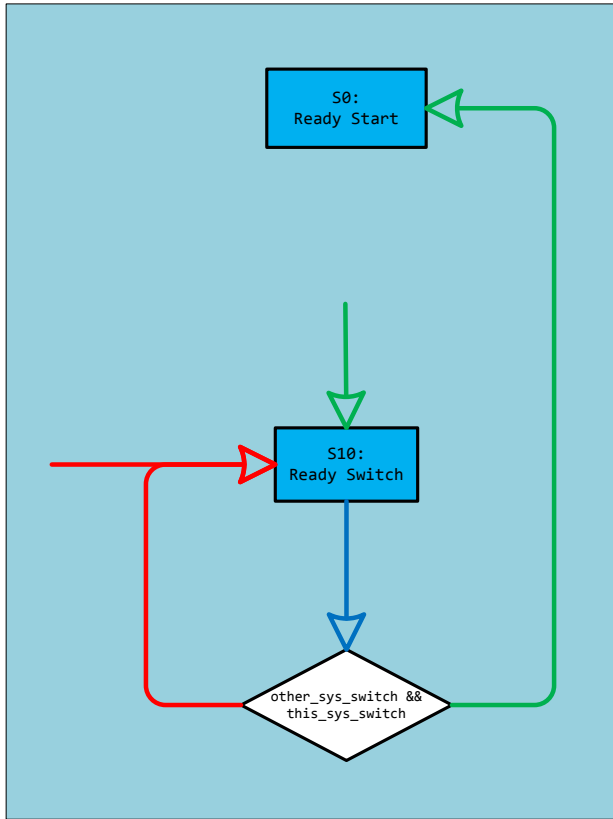 S0:
Ready Start
S10:
Ready Switch
other_sys_switch &&
this_sys_switch